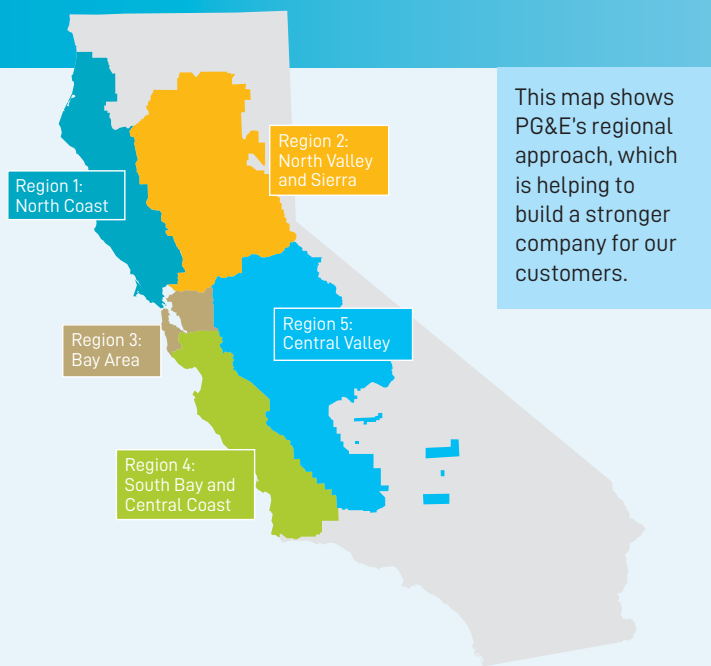 This map shows
PG&E's regional
approach, which
is helping to
build a stronger
company for our
customers.
Region 2:
North Valley
and Sierra
Region 1:
North Coast
Region 5:
Central Valley
Region 3:
Bay Area
Region 4:
South Bay and
Central Coast